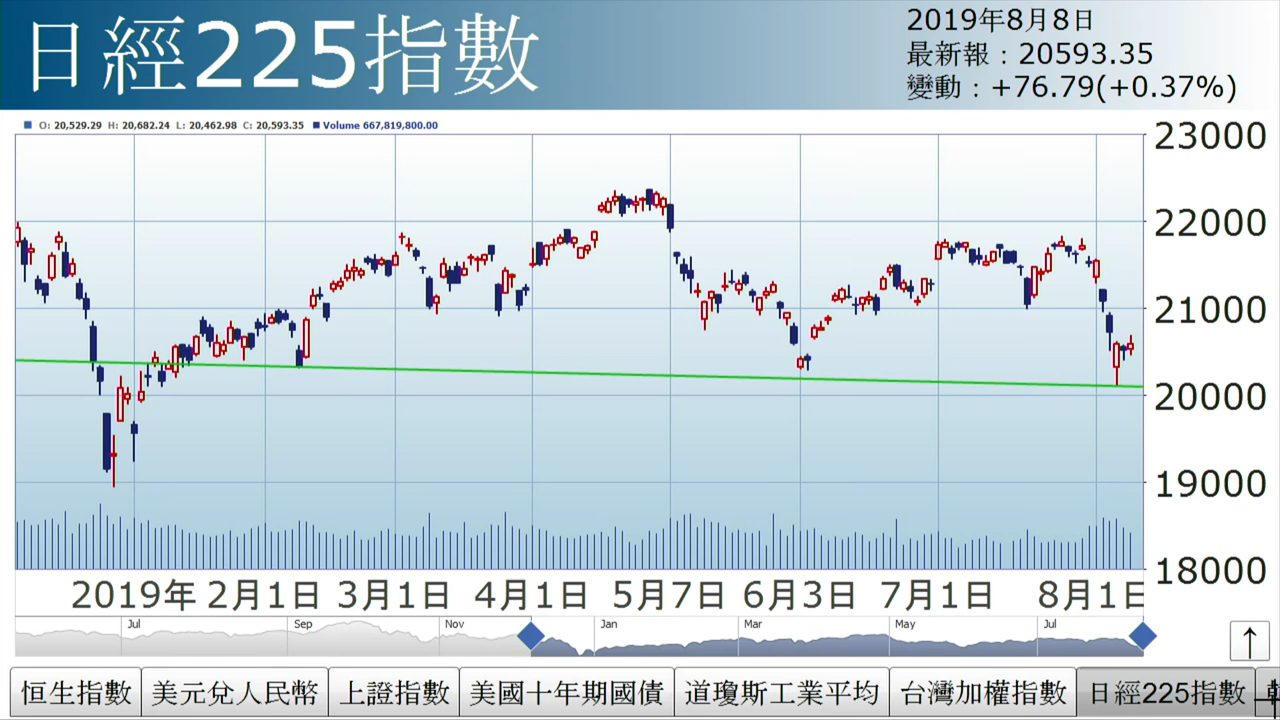 日經225指數
2019年8月8日
最新報：20593.35
變動：+76.79(+0.37%)
O: 20,529.29 H: 20,682.24 L: 20,462.98 C: 20,593.35 Volume 667,819,800.00
23000
22000
21000
20000
19000
18000
2019年 2月1日 3月1日 4月1日 5月7日 6月3日 7月1日 8月1日
Jul Sep Nov Jan Mar May Jul
↑
恒生指數 美元兌人民幣 上證指數 美國十年期國債 道瓊斯工業平均 台灣加權指數 日經225指數